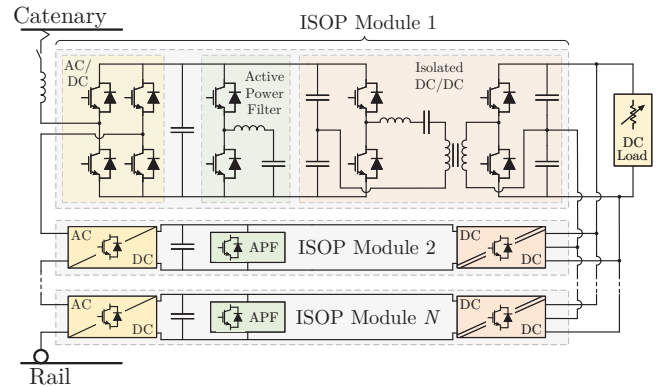 Catenary
ISOP Module 1
AC/
DC
Active
Power
Filter
Isolated
DC/DC
DC
Load
AC
DC
APF
ISOP Module 2
DC
DC
AC
DC
APF
ISOP Module N
DC
DC
Rail